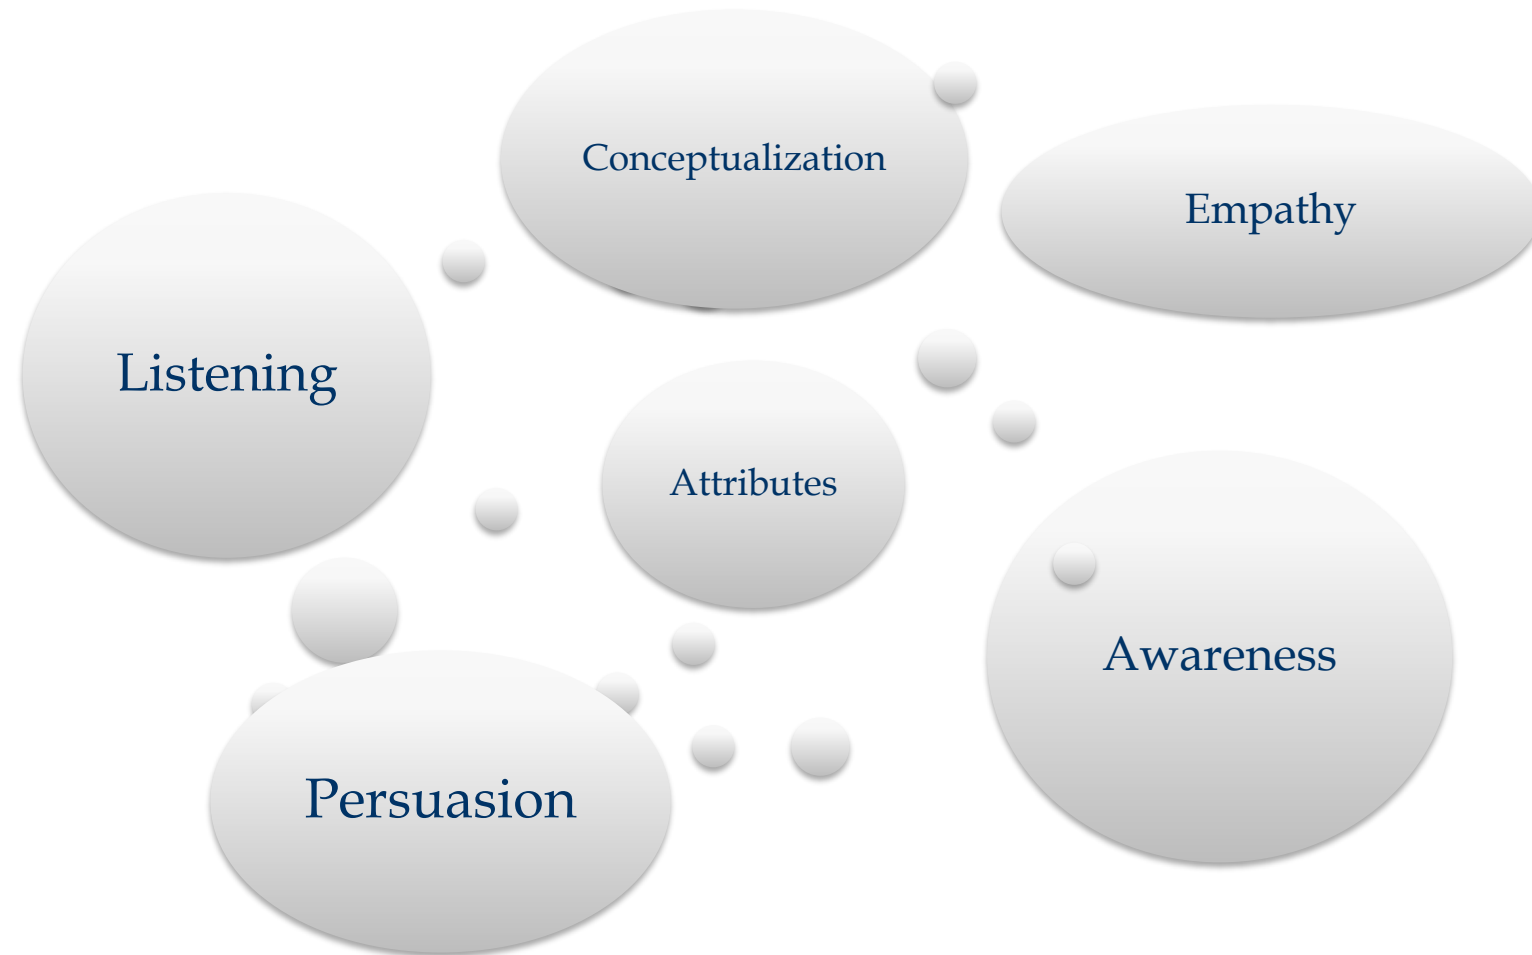 Conceptualization
Empathy
Listening
Attributes
Awareness
Persuasion